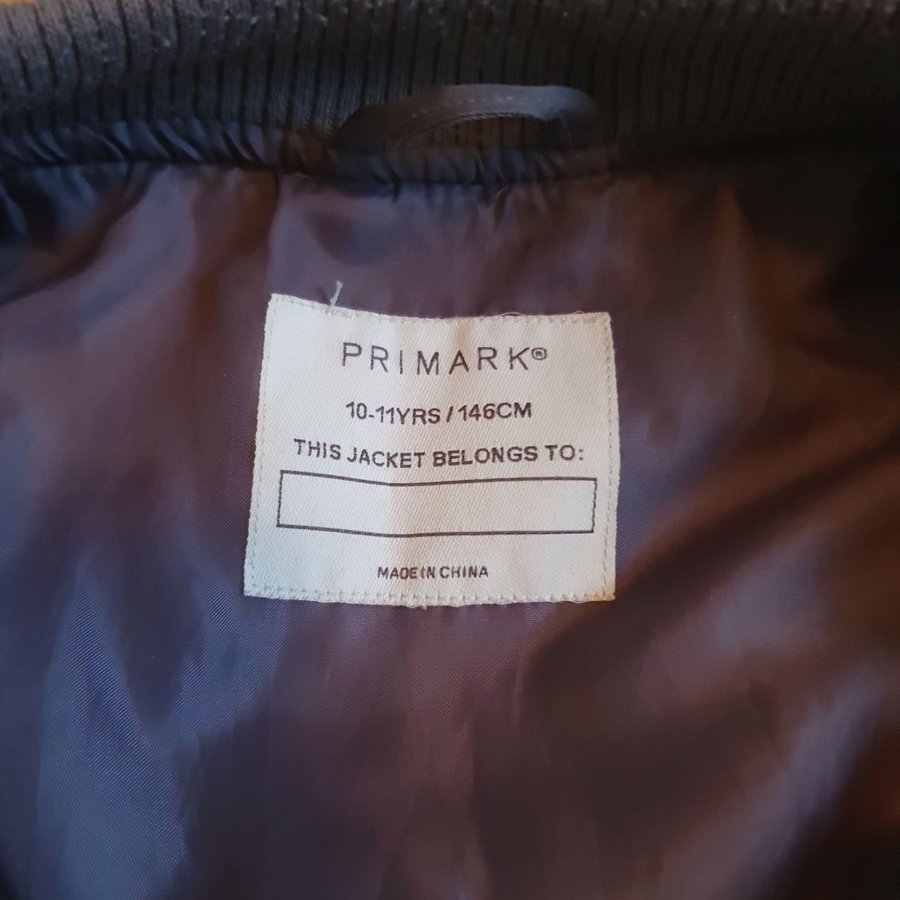 PRIMARK®
10-11YRS / 146CM
THIS JACKET BELONGS TO:
MADE IN CHINA